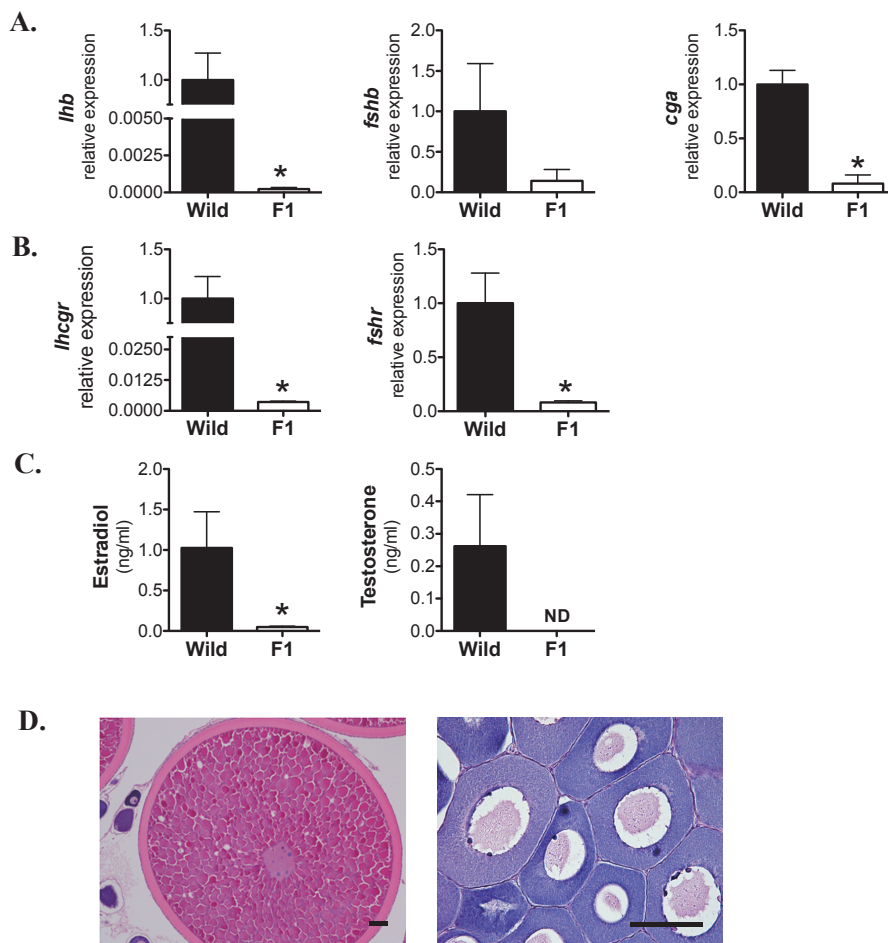 A.
lhb
relative expression
1.5
1.0
0.0050
0.0025
0.0000
*
Wild F1
fshb
relative expression
2.0
1.5
1.0
0.5
0.0
Wild F1
cga
relative expression
1.5
1.0
0.5
0.0
*
Wild F1
B.
lhcgr
relative expression
1.5
1.0
0.0250
0.0125
0.0000
*
Wild F1
fshr
relative expression
1.5
1.0
0.5
0.0
*
Wild F1
C.
Estradiol
(ng/ml)
2.0
1.5
1.0
0.5
0.0
*
Wild F1
Testosterone
(ng/ml)
0.5
0.4
0.3
0.2
0.1
0.0
ND
Wild F1
D.